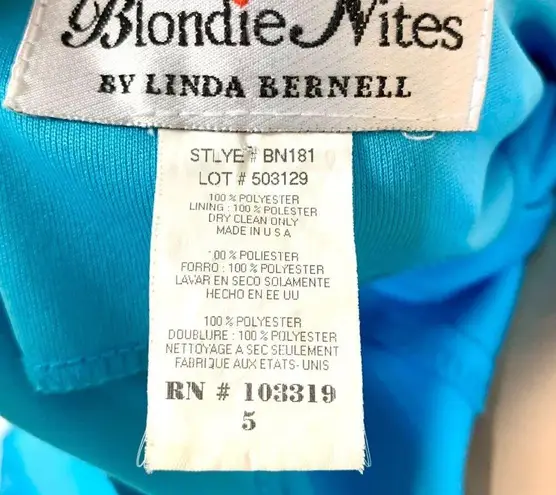 Blondie Nites
BY LINDA BERNELL
STLYE # BN181
LOT # 503129
100 % POLYESTER
LINING : 100 % POLESTER
DRY CLEAN ONLY
MADE IN U S A
100 % POLIESTER
FORRO : 100 % POLYESTER
LAVAR EN SECO SOLAMENTE
HECHO EN EE UU
100 % POLYESTER
DOUBLURE : 100 % POLYESTER
NETTOYAGE A SEC SEULEMENT
FABRIQUE AUX ETATS- UNIS
RN # 103319
5